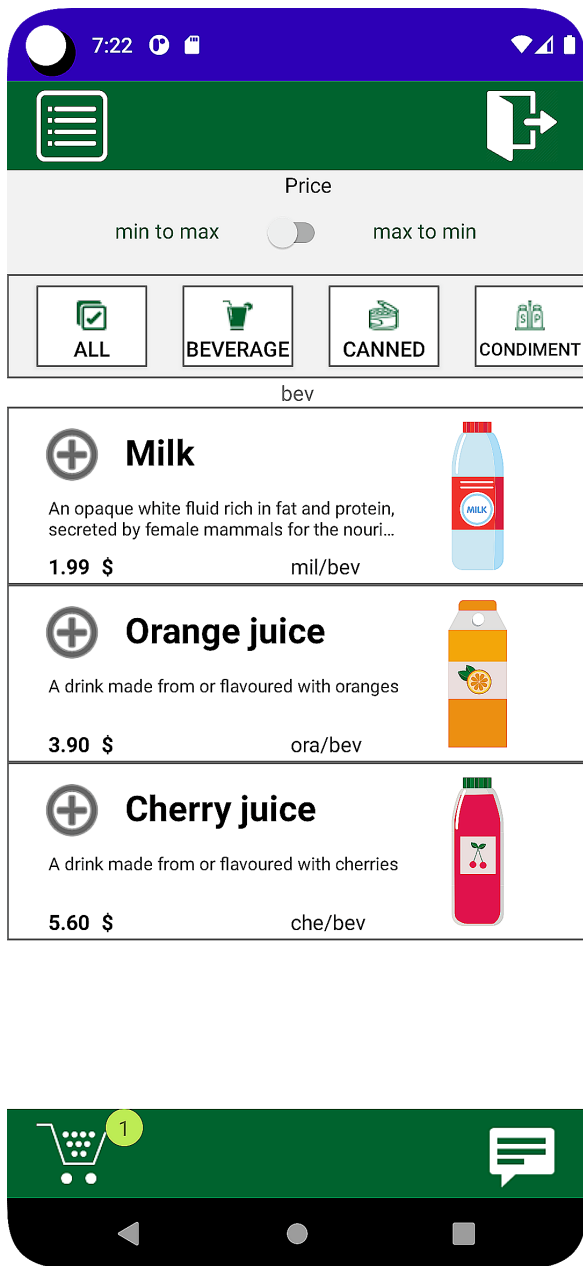 7:22
Price
min to max
max to min
ALL
BEVERAGE
CANNED
S P
CONDIMENT
bev
Milk
An opaque white fluid rich in fat and protein,
secreted by female mammals for the nouri...
1.99 $
mil/bev
MILK
Orange juice
A drink made from or flavoured with oranges
3.90 $
ora/bev
Cherry juice
A drink made from or flavoured with cherries
5.60 $
che/bev
1